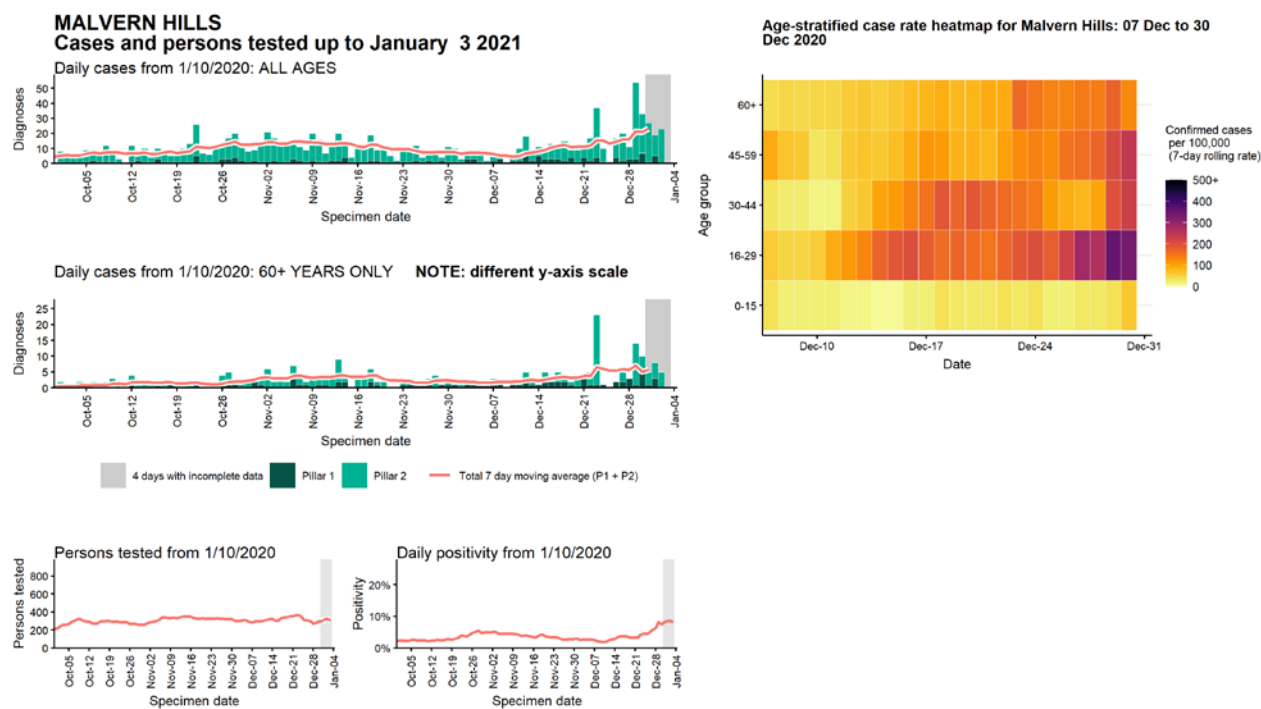 MALVERN HILLS
Cases and persons tested up to January 3 2021
Daily cases from 1/10/2020: ALL AGES
Diagnoses
50
40
30
20
10
0
Oct-05
Oct-12
Oct-19
Oct-26
Nov-02
Nov-09
Nov-16
Nov-23
Nov-30
Dec-07
Dec-14
Dec-21
Dec-28
Jan-04
Specimen date
Daily cases from 1/10/2020: 60+ YEARS ONLY NOTE: different y-axis scale
Diagnoses
25
20
15
10
5
0
Oct-05
Oct-12
Oct-19
Oct-26
Nov-02
Nov-09
Nov-16
Nov-23
Nov-30
Dec-07
Dec-14
Dec-21
Dec-28
Jan-04
Specimen date
4 days with incomplete data
Pillar 1
Pillar 2
Total 7 day moving average (P1 + P2)
Persons tested from 1/10/2020
Persons tested
800
600
400
200
0
Oct-05
Oct-12
Oct-19
Oct-26
Nov-02
Nov-09
Nov-16
Nov-23
Nov-30
Dec-07
Dec-14
Dec-21
Dec-28
Jan-04
Specimen date
Daily positivity from 1/10/2020
Positivity
20%
10%
0%
Oct-05
Oct-12
Oct-19
Oct-26
Nov-02
Nov-09
Nov-16
Nov-23
Nov-30
Dec-07
Dec-14
Dec-21
Dec-28
Jan-04
Specimen date
Age-stratified case rate heatmap for Malvern Hills: 07 Dec to 30
Dec 2020
Age group
60+
45-59
30-44
16-29
0-15
Dec-10
Dec-17
Dec-24
Dec-31
Date
Confirmed cases
per 100,000
(7-day rolling rate)
500+
400
300
200
100
0